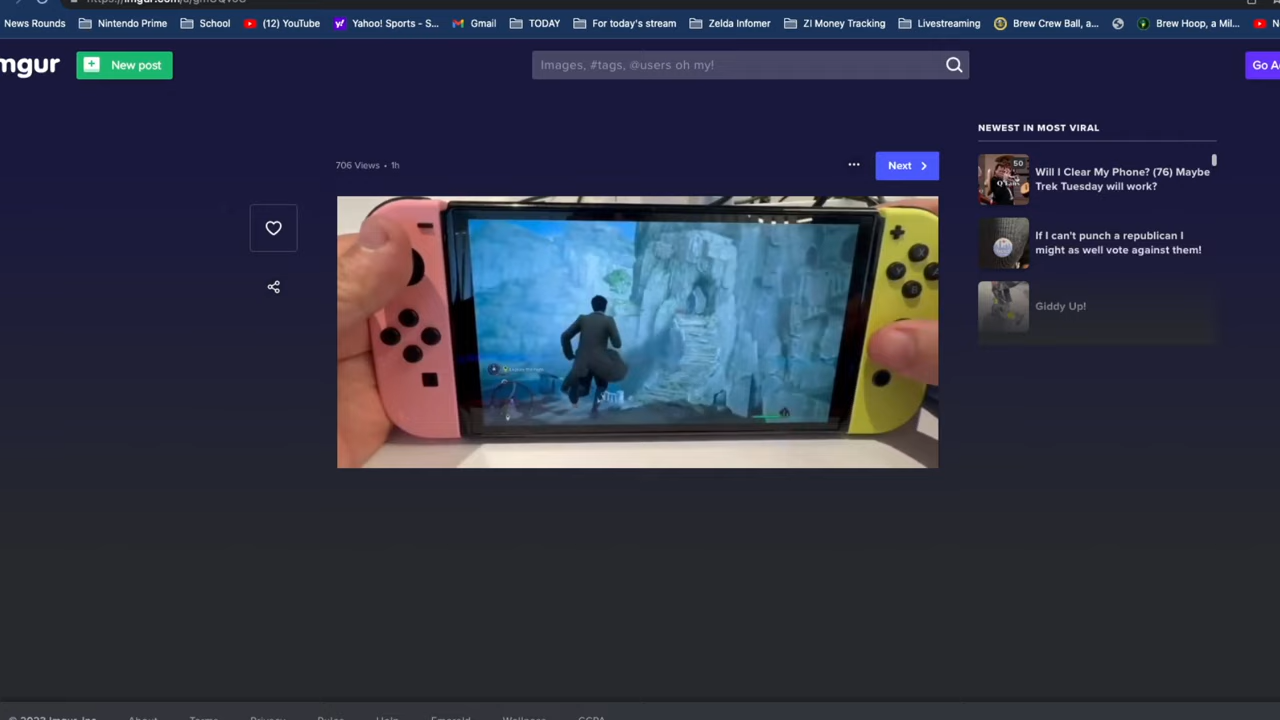 News Rounds Nintendo Prime School (12) YouTube Yahoo! Sports - S... Gmail TODAY For today's stream Zelda Infomer ZI Money Tracking Livestreaming Brew Crew Ball, a... Brew Hoop, a Mil...
mgur New post Images, #tags, @users oh my! Go A
NEWEST IN MOST VIRAL
706 Views • 1h ••• Next
50
Will I Clear My Phone? (76) Maybe
Trek Tuesday will work?
If I can't punch a republican I
might as well vote against them!
Giddy Up!